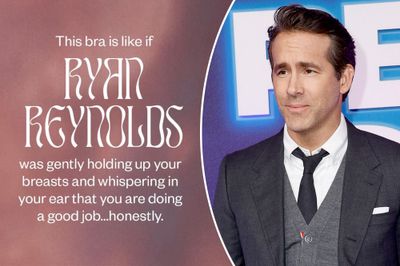 This bra is like if
RYAN
REYNOLDS
was gently holding up your
breasts and whispering in
your ear that you are doing
a good job...honestly.